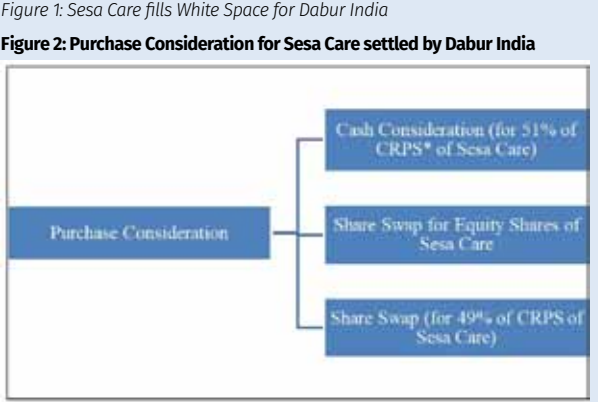 Figure 1: Sesa Care fills White Space for Dabur India
Figure 2: Purchase Consideration for Sesa Care settled by Dabur India
Cash Consideration (for 51% of
CRPS* of Sesa Care)
Purchase Consideration
Share Swap for Equity Shares of
Sesa Care
Share Swap (for 49% of CRPS of
Sesa Care)